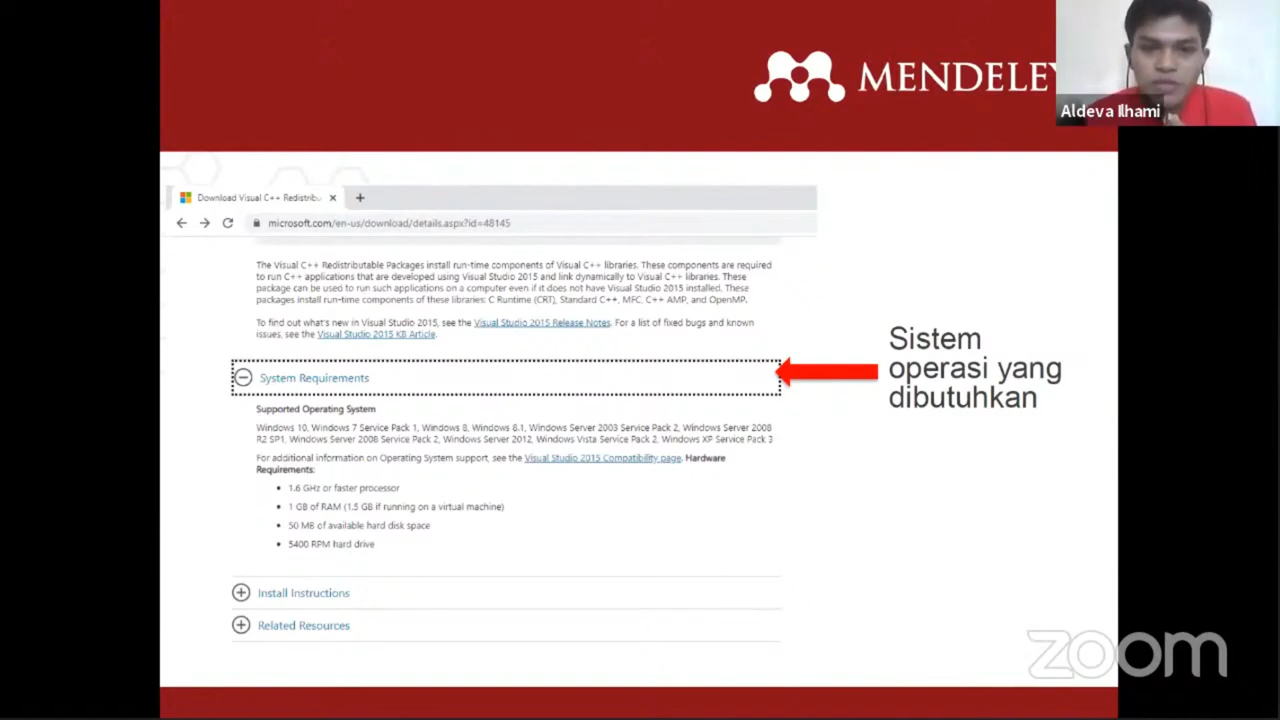 MENDELEY
Aldeva Ilhami
Download Visual C++ Redistribu
microsoft.com/en-us/download/details.aspx?id=48145
The Visual C++ Redistributable Packages install run-time components of Visual C++ libraries. These components are required
to run C++ applications that are developed using Visual Studio 2015 and link dynamically to Visual C++ libraries. These
package can be used to run such applications on a computer even if it does not have Visual Studio 2015 installed. These
packages install run-time components of these libraries: C Runtime (CRT), Standard C++, MFC, C++ AMP, and OpenMP.
To find out what's new in Visual Studio 2015, see the Visual Studio 2015 Release Notes. For a list of fixed bugs and known
issues, see the Visual Studio 2015 KB Article.
System Requirements
Sistem
operasi yang
dibutuhkan
Supported Operating System
Windows 10, Windows 7 Service Pack 1, Windows 8, Windows 8.1, Windows Server 2003 Service Pack 2, Windows Server 2008
R2 SP1, Windows Server 2008 Service Pack 2, Windows Server 2012, Windows Vista Service Pack 2, Windows XP Service Pack 3
For additional information on Operating System support, see the Visual Studio 2015 Compatibility page. Hardware
Requirements:
• 1.6 GHz or faster processor
• 1 GB of RAM (1.5 GB if running on a virtual machine)
• 50 MB of available hard disk space
• 5400 RPM hard drive
Install Instructions
Related Resources
zoom